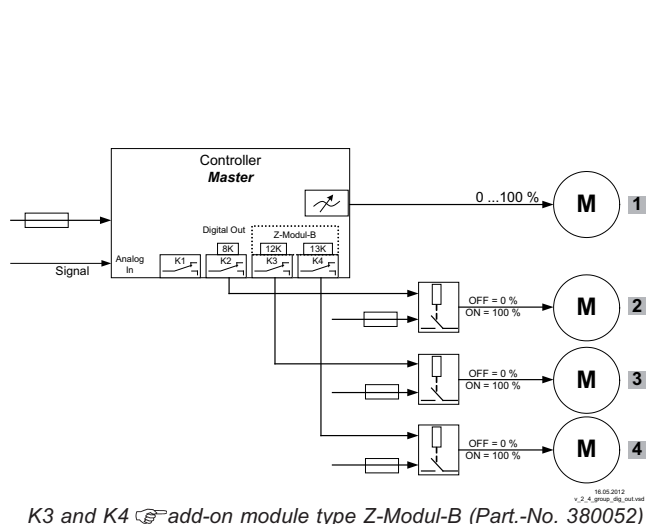 Controller
Master
0 ...100 %
M
1
Digital Out
Z-Modul-B
8K
12K
13K
Analog
In
K1
K2
K3
K4
Signal
OFF = 0 %
ON = 100 %
M
2
OFF = 0 %
ON = 100 %
M
3
OFF = 0 %
ON = 100 %
M
4
16.05.2012
v_2_4_group_dig_out.vsd
K3 and K4 ☞ add-on module type Z-Modul-B (Part.-No. 380052)